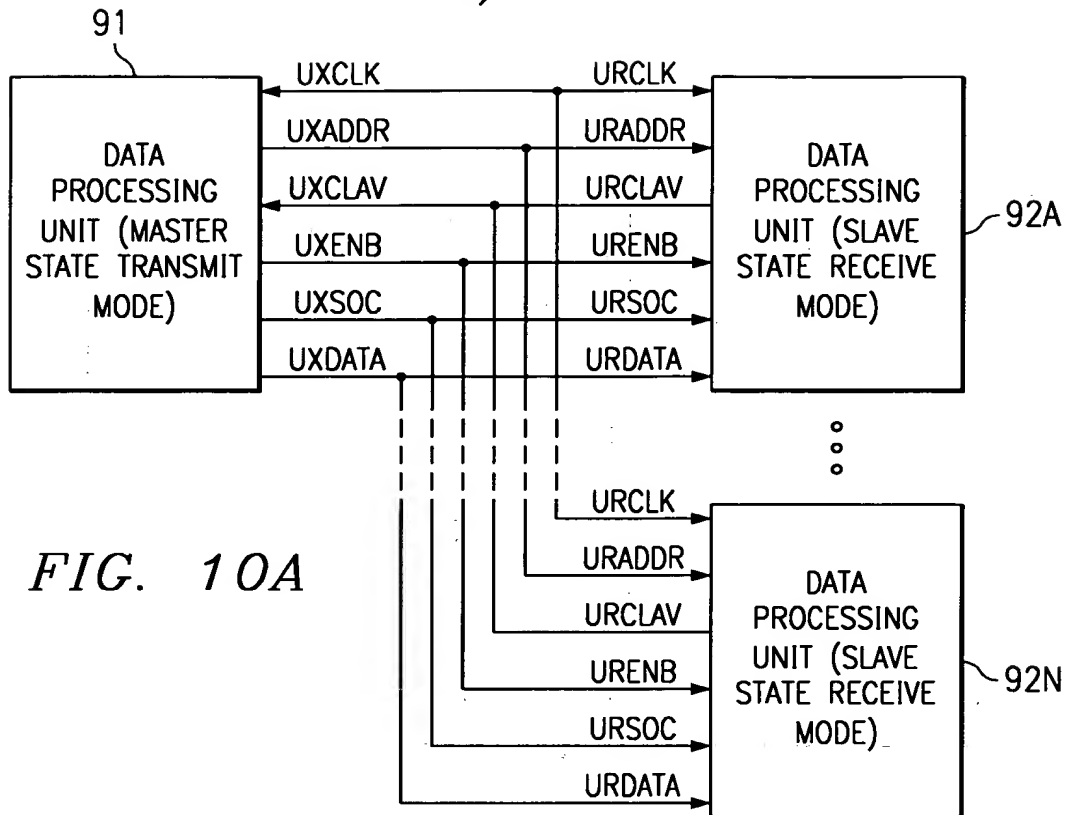 91
UXCLK
URCLK
UXADDR
URADDR
UXCLAV
URCLAV
UXENB
URENB
UXSOC
URSOC
UXDATA
URDATA
DATA
PROCESSING
UNIT (MASTER
STATE TRANSMIT
MODE)
DATA
PROCESSING
UNIT (SLAVE
STATE RECEIVE
MODE)
92A
URCLK
URADDR
URCLAV
URENB
URSOC
URDATA
DATA
PROCESSING
UNIT (SLAVE
STATE RECEIVE
MODE)
92N
FIG. 10A